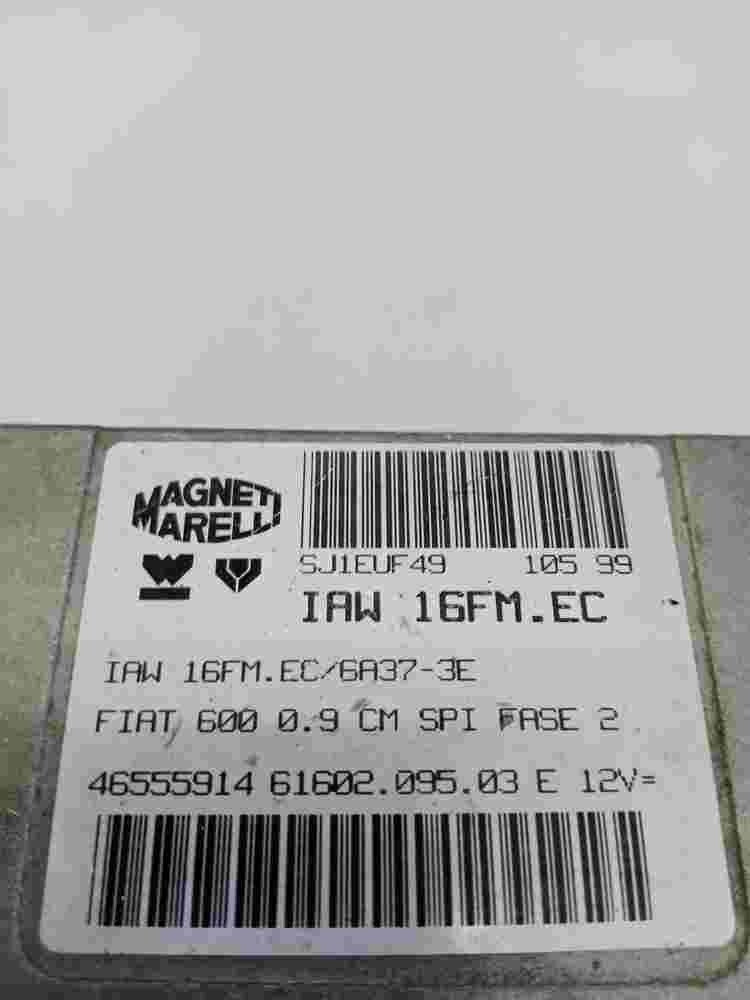 MAGNETI
MARELLI
SJ1EUF49 105 99
IAW 16FM.EC
IAW 16FM.EC/6A37-3E
FIAT 600 0.9 CM SPI FASE 2
46555914 61602.095.03 E 12V=